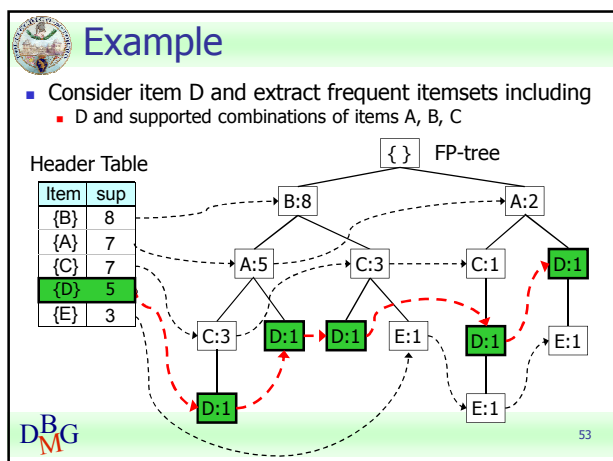 Example
Consider item D and extract frequent itemsets including
D and supported combinations of items A, B, C
Header Table
Item sup
{B} 8
{A} 7
{C} 7
{D} 5
{E} 3
{ } FP-tree
B:8 A:2
A:5 C:3 C:1 D:1
C:3 D:1 D:1 E:1 D:1 E:1
D:1 E:1
DBMG
53